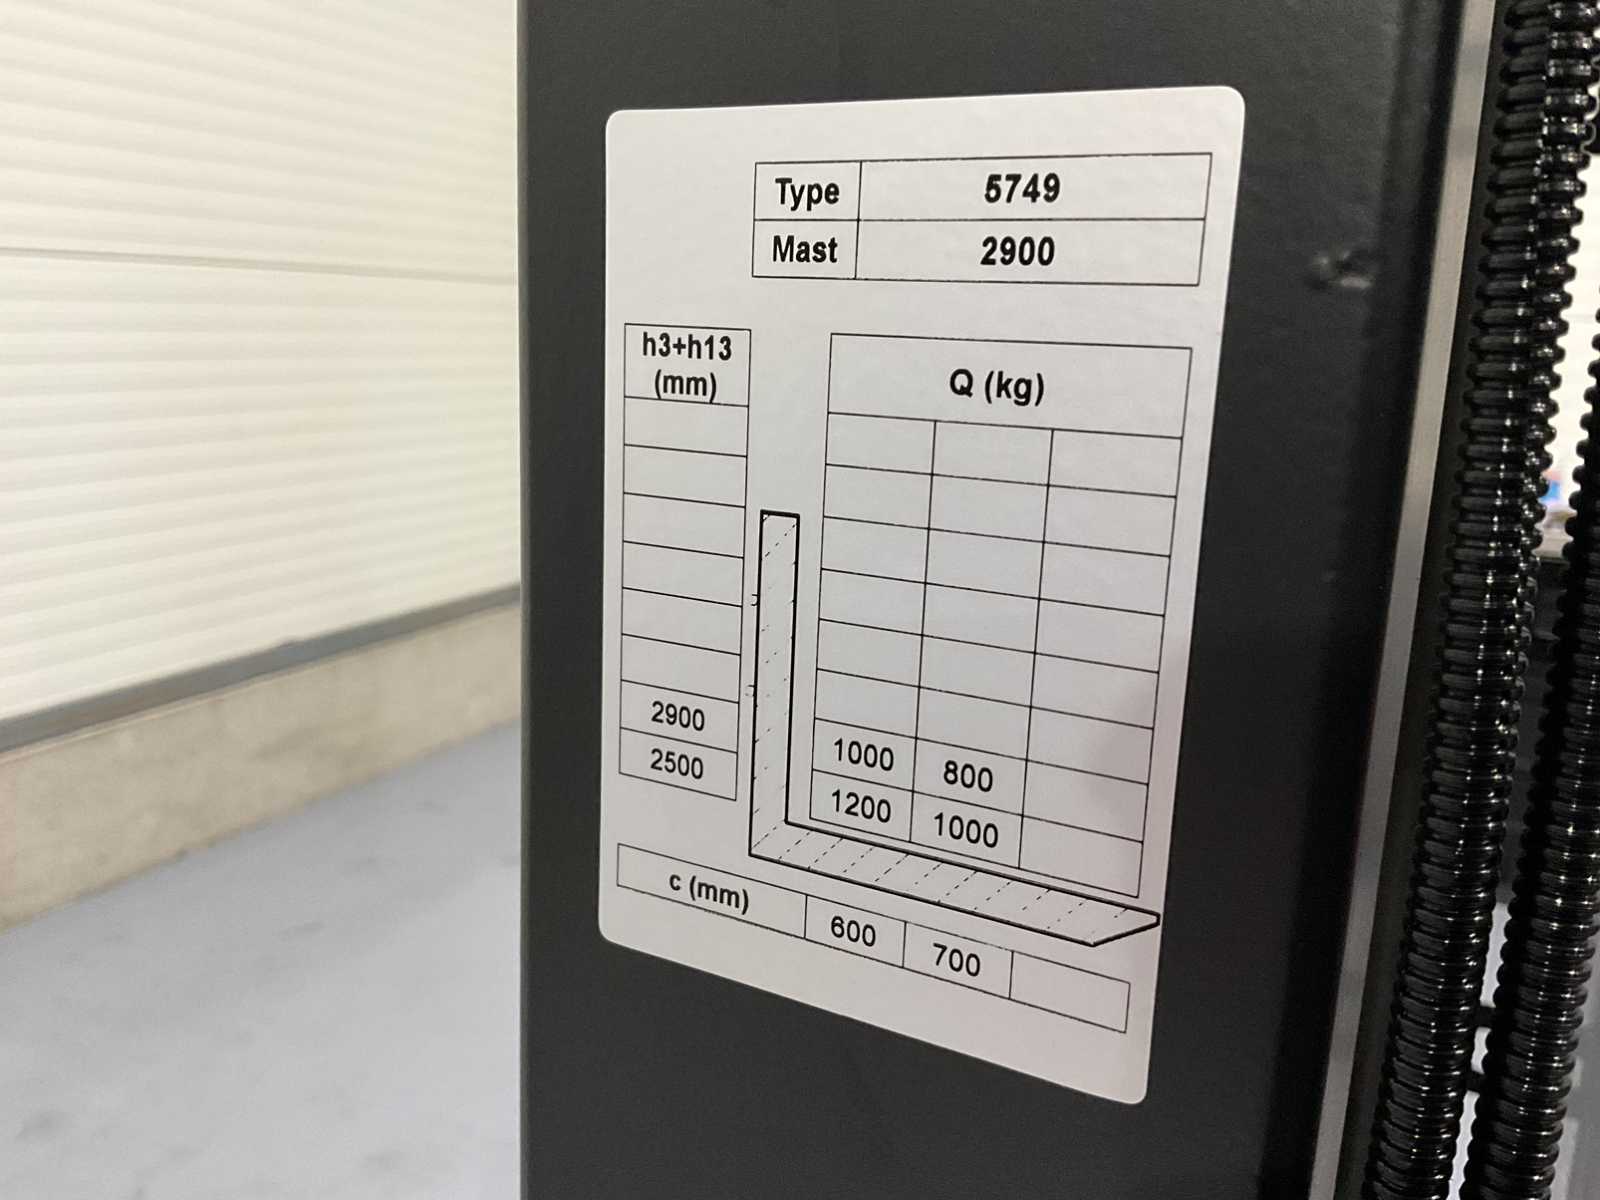 Type 5749
Mast 2900
h3+h13
(mm)
Q (kg)
2900 1000 800
2500 1200 1000
c (mm) 600 700